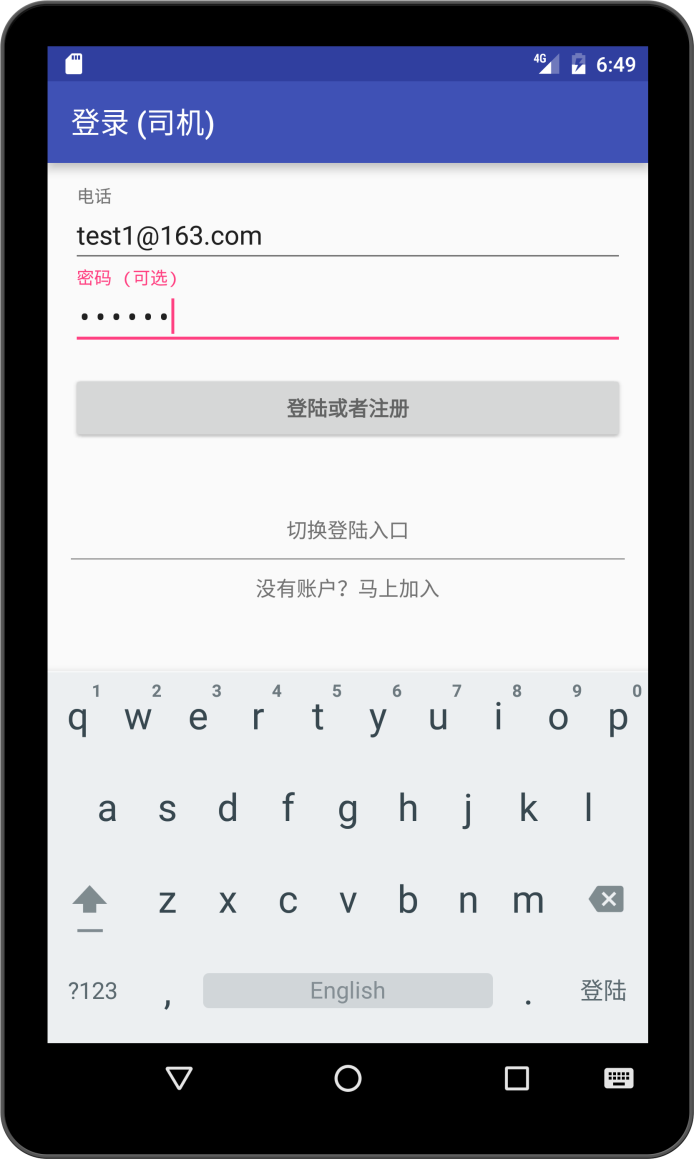 4G 6:49
登录 (司机)
电话
test1@163.com
密码 (可选)
••••••
登陆或者注册
切换登陆入口
没有账户？马上加入
1 2 3 4 5 6 7 8 9 0
q w e r t y u i o p
a s d f g h j k l
z x c v b n m
?123 , English . 登陆